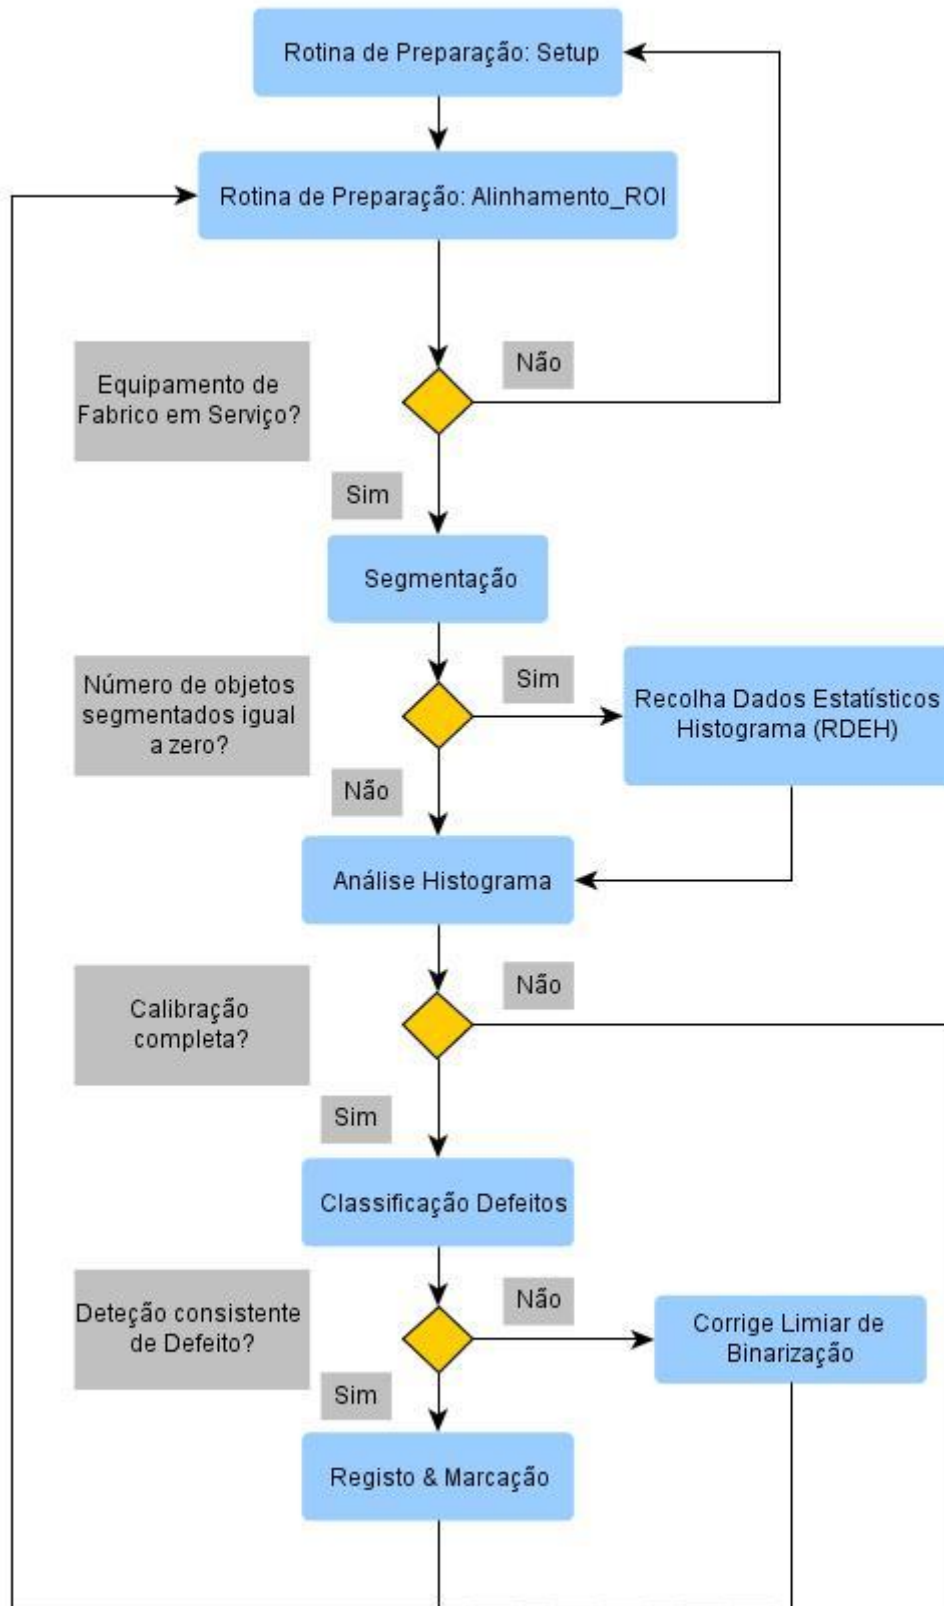 Rotina de Preparação: Setup
Rotina de Preparação: Alinhamento_ROI
Equipamento de
Fabrico em Serviço?
Não
Sim
Segmentação
Número de objetos
segmentados igual
a zero?
Sim
Recolha Dados Estatísticos
Histograma (RDEH)
Não
Análise Histograma
Calibração
completa?
Não
Sim
Classificação Defeitos
Deteção consistente
de Defeito?
Não
Corrige Limiar de
Binarização
Sim
Registo & Marcação